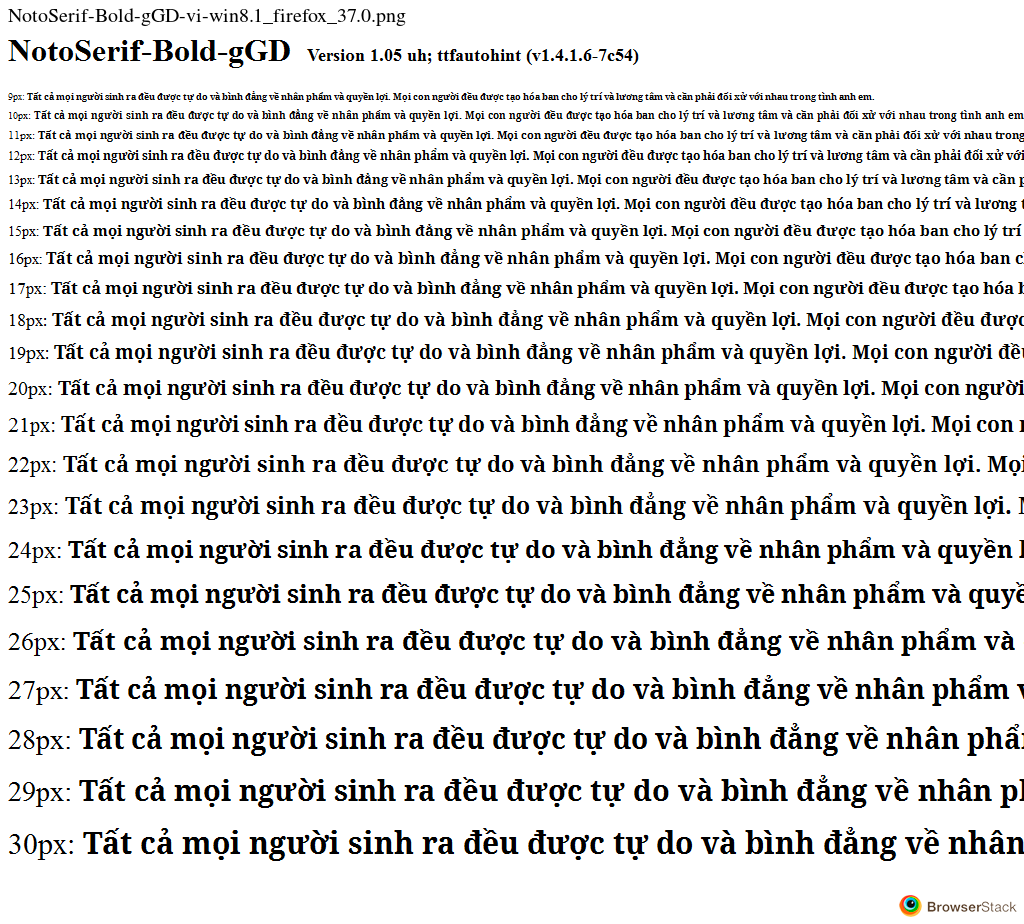 NotoSerif-Bold-gGD-vi-win8.1_firefox_37.0.png
NotoSerif-Bold-gGD Version 1.05 uh; ttfautohint (v1.4.1.6-7c54)
9px: Tất cả mọi người sinh ra đều được tự do và bình đẳng về nhân phẩm và quyền lợi. Mọi con người đều được tạo hóa ban cho lý trí và lương tâm và cần phải đối xử với nhau trong tình anh em.
10px: Tất cả mọi người sinh ra đều được tự do và bình đẳng về nhân phẩm và quyền lợi. Mọi con người đều được tạo hóa ban cho lý trí và lương tâm và cần phải đối xử với nhau trong tình anh em
11px: Tất cả mọi người sinh ra đều được tự do và bình đẳng về nhân phẩm và quyền lợi. Mọi con người đều được tạo hóa ban cho lý trí và lương tâm và cần phải đối xử với nhau trong
12px: Tất cả mọi người sinh ra đều được tự do và bình đẳng về nhân phẩm và quyền lợi. Mọi con người đều được tạo hóa ban cho lý trí và lương tâm và cần phải đối xử với
13px: Tất cả mọi người sinh ra đều được tự do và bình đẳng về nhân phẩm và quyền lợi. Mọi con người đều được tạo hóa ban cho lý trí và lương tâm và cần p
14px: Tất cả mọi người sinh ra đều được tự do và bình đẳng về nhân phẩm và quyền lợi. Mọi con người đều được tạo hóa ban cho lý trí và lương t
15px: Tất cả mọi người sinh ra đều được tự do và bình đẳng về nhân phẩm và quyền lợi. Mọi con người đều được tạo hóa ban cho lý trí
16px: Tất cả mọi người sinh ra đều được tự do và bình đẳng về nhân phẩm và quyền lợi. Mọi con người đều được tạo hóa ban c
17px: Tất cả mọi người sinh ra đều được tự do và bình đẳng về nhân phẩm và quyền lợi. Mọi con người đều được tạo hóa b
18px: Tất cả mọi người sinh ra đều được tự do và bình đẳng về nhân phẩm và quyền lợi. Mọi con người đều được
19px: Tất cả mọi người sinh ra đều được tự do và bình đẳng về nhân phẩm và quyền lợi. Mọi con người đều
20px: Tất cả mọi người sinh ra đều được tự do và bình đẳng về nhân phẩm và quyền lợi. Mọi con người
21px: Tất cả mọi người sinh ra đều được tự do và bình đẳng về nhân phẩm và quyền lợi. Mọi con
22px: Tất cả mọi người sinh ra đều được tự do và bình đẳng về nhân phẩm và quyền lợi. Mọi
23px: Tất cả mọi người sinh ra đều được tự do và bình đẳng về nhân phẩm và quyền lợi.
24px: Tất cả mọi người sinh ra đều được tự do và bình đẳng về nhân phẩm và quyền
25px: Tất cả mọi người sinh ra đều được tự do và bình đẳng về nhân phẩm và quyề
26px: Tất cả mọi người sinh ra đều được tự do và bình đẳng về nhân phẩm và
27px: Tất cả mọi người sinh ra đều được tự do và bình đẳng về nhân phẩm
28px: Tất cả mọi người sinh ra đều được tự do và bình đẳng về nhân phẩ
29px: Tất cả mọi người sinh ra đều được tự do và bình đẳng về nhân p
30px: Tất cả mọi người sinh ra đều được tự do và bình đẳng về nhân
BrowserStack